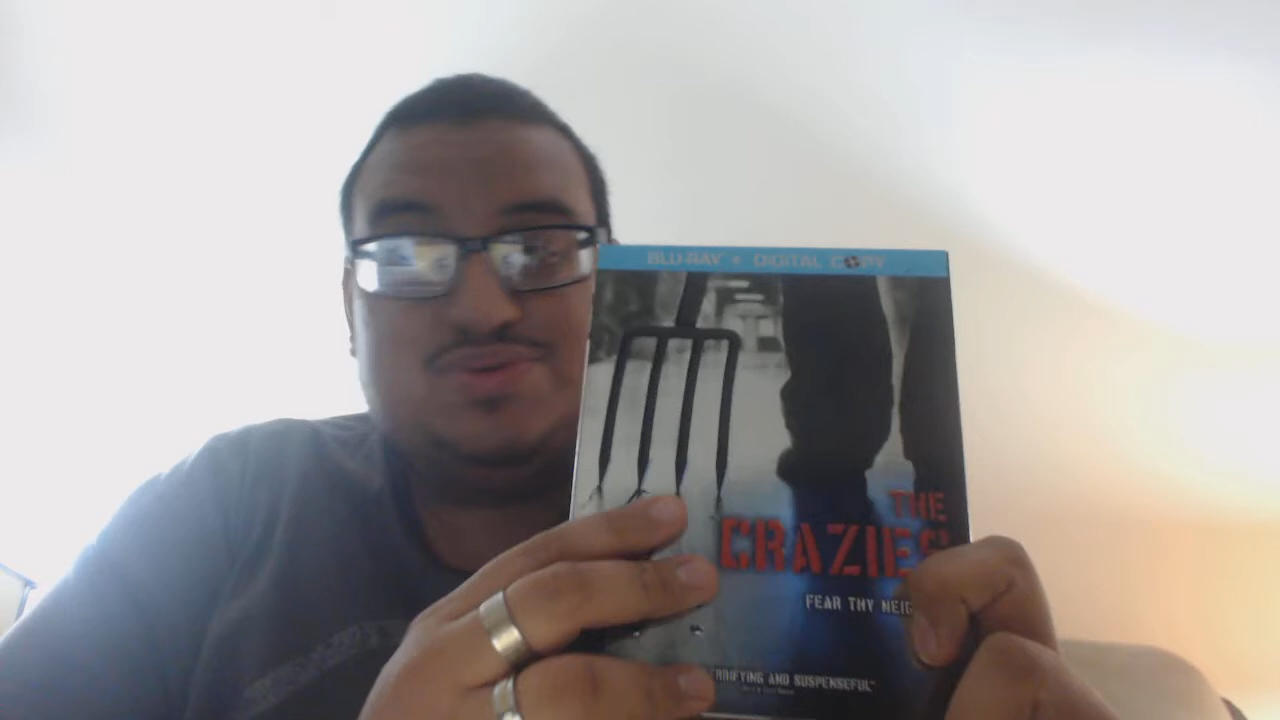 BLU-RAY + DIGITAL COPY
THE
CRAZIES
FEAR THY NEIG
TERRIFYING AND SUSPENSEFUL"